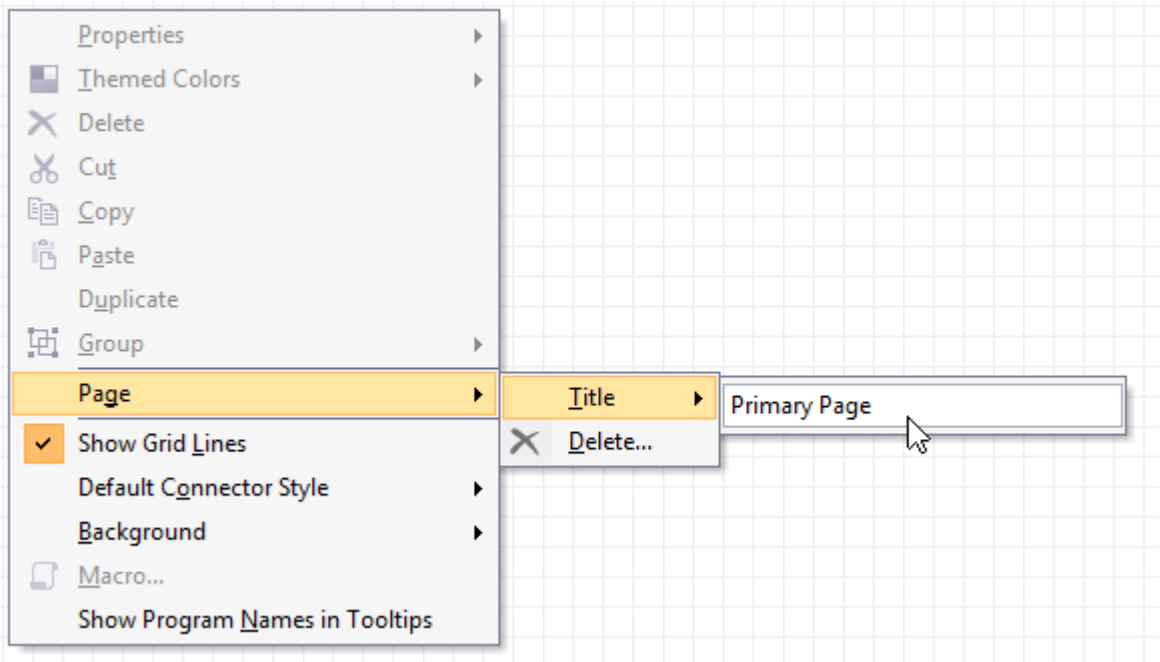 Properties
Themed Colors
Delete
Cut
Copy
Paste
Duplicate
Group
Page
Title
Primary Page
Delete...
Show Grid Lines
Default Connector Style
Background
Macro...
Show Program Names in Tooltips